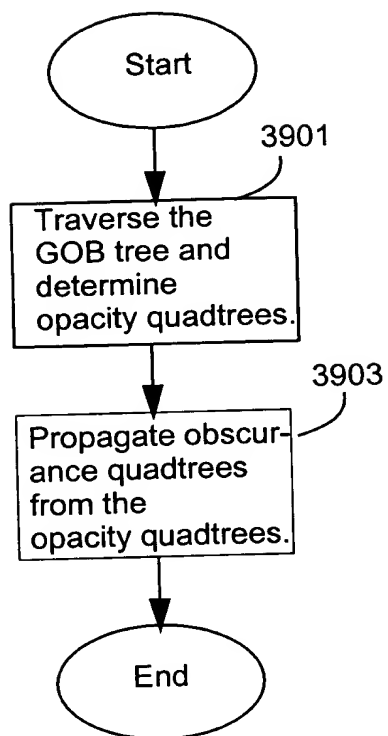 Start
3901
Traverse the
GOB tree and
determine
opacity quadtrees.
3903
Propagate obscur-
ance quadtrees
from the
opacity quadtrees.
End